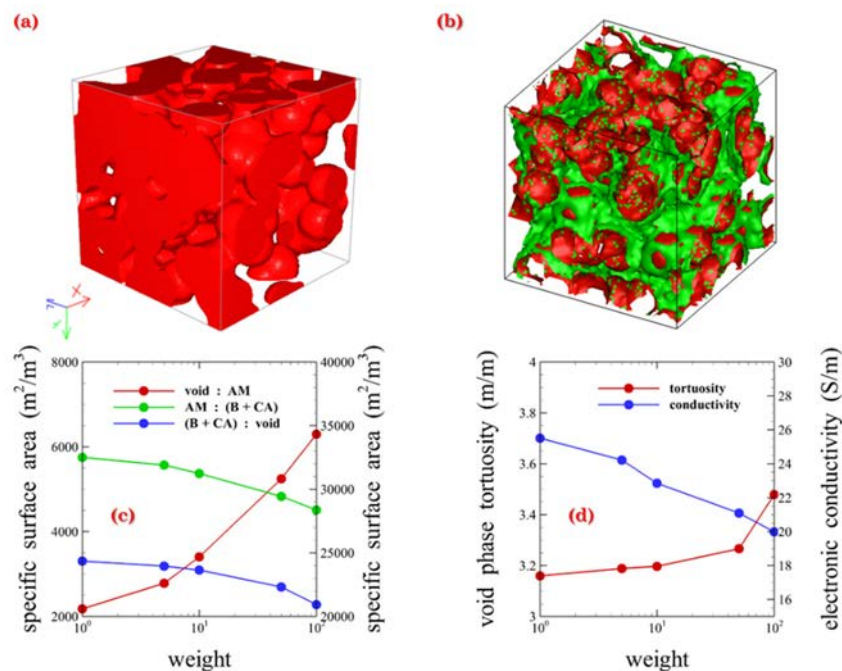 (a)
(b)
X
Y
8000
6000
4000
2000
specific surface area (m²/m³)
void : AM
AM : (B + CA)
(B + CA) : void
(c)
40000
35000
30000
25000
20000
specific surface area (m²/m³)
10⁰
10¹
10²
weight
4
3.8
3.6
3.4
3.2
3
void phase tortuosity (m/m)
tortuosity
conductivity
(d)
30
28
26
24
22
20
18
16
electronic conductivity (S/m)
10⁰
10¹
10²
weight